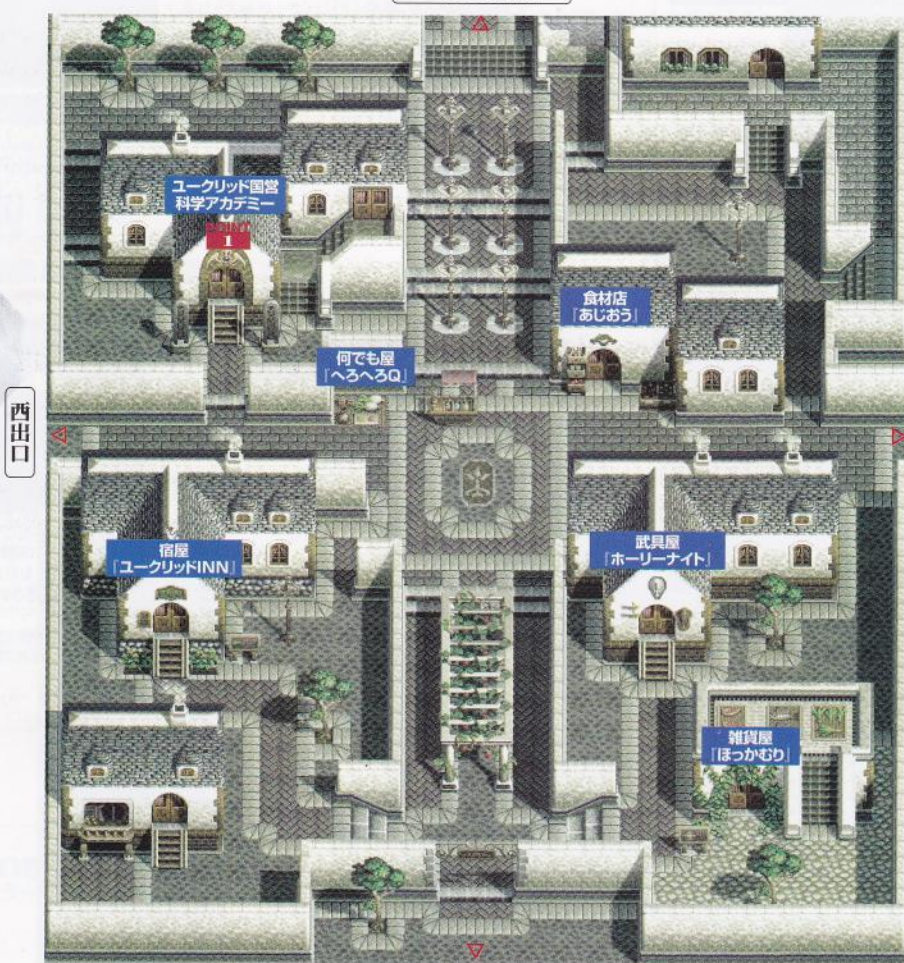 ユークリッド国営
科学アカデミー
POINT
1
食材店
『あじおう』
何でも屋
『へろへろQ』
西出口
宿屋
『ユークリッドINN』
武具屋
『ホーリーナイト』
雑貨屋
『ほっかむり』